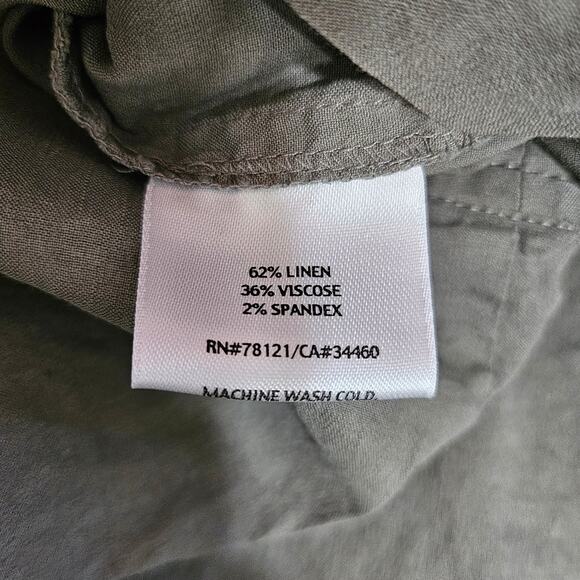 62% LINEN
36% VISCOSE
2% SPANDEX
RN#78121/CA#34460
MACHINE WASH COLD,